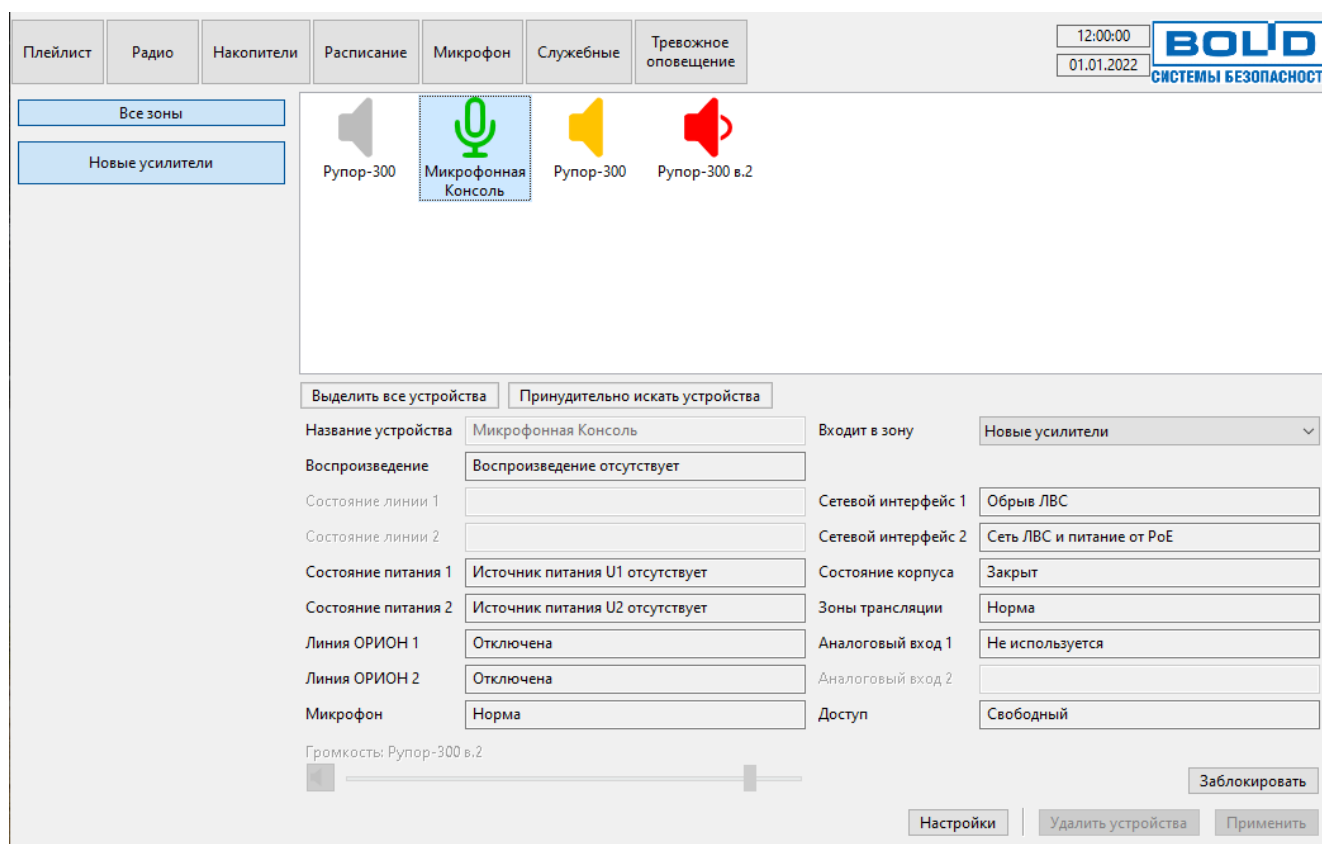 Плейлист
Радио
Накопители
Расписание
Микрофон
Служебные
Тревожное
оповещение
12:00:00
01.01.2022
BOLID
СИСТЕМЫ БЕЗОПАСНОСТ
Все зоны
Новые усилители
Рупор-300
Микрофонная
Консоль
Рупор-300
Рупор-300 в.2
Выделить все устройства
Принудительно искать устройства
Название устройства Микрофонная Консоль
Входит в зону Новые усилители
Воспроизведение Воспроизведение отсутствует
Состояние линии 1
Сетевой интерфейс 1 Обрыв ЛВС
Состояние линии 2
Сетевой интерфейс 2 Сеть ЛВС и питание от PoE
Состояние питания 1 Источник питания U1 отсутствует
Состояние корпуса Закрыт
Состояние питания 2 Источник питания U2 отсутствует
Зоны трансляции Норма
Линия ОРИОН 1 Отключена
Аналоговый вход 1 Не используется
Линия ОРИОН 2 Отключена
Аналоговый вход 2
Микрофон Норма
Доступ Свободный
Громкость: Рупор-300 в.2
Заблокировать
Настройки
Удалить устройства
Применить